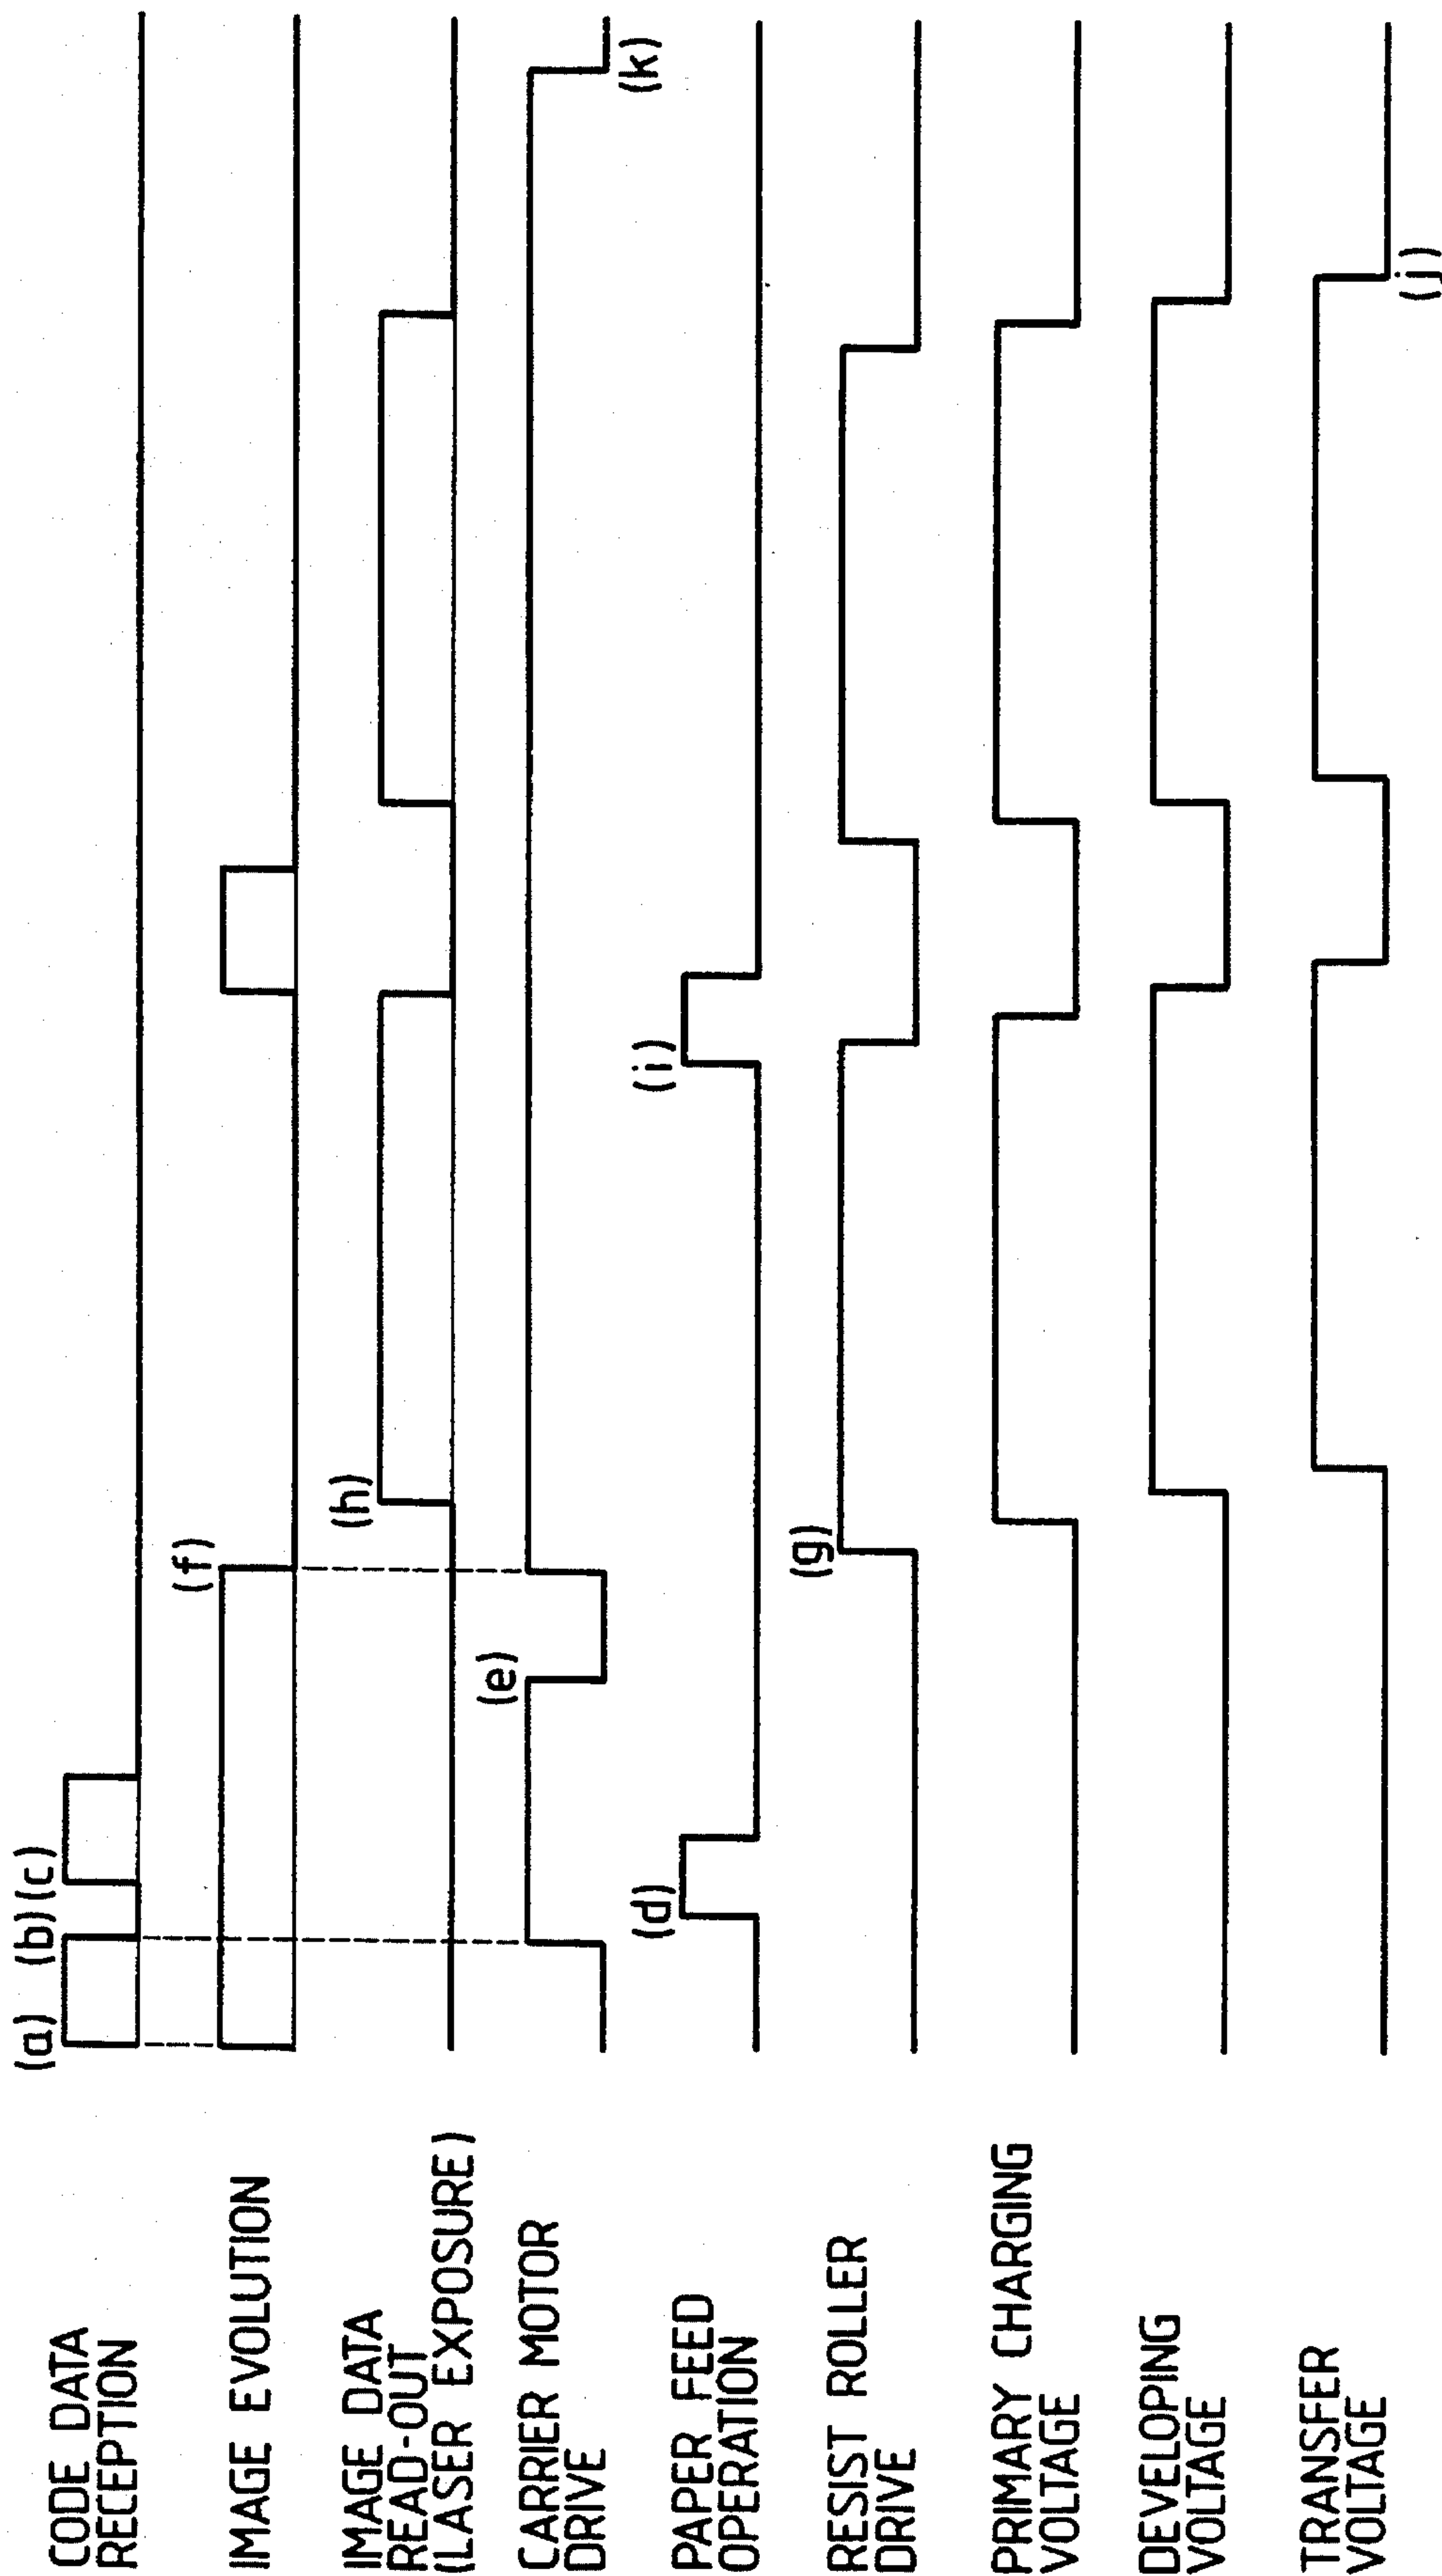 CODE DATA
RECEPTION
(a)
(b)
(c)
IMAGE EVOLUTION
(f)
IMAGE DATA
READ-OUT
(LASER EXPOSURE)
(h)
CARRIER MOTOR
DRIVE
(e)
(k)
PAPER FEED
OPERATION
(d)
(i)
RESIST ROLLER
DRIVE
(g)
PRIMARY CHARGING
VOLTAGE
DEVELOPING
VOLTAGE
TRANSFER
VOLTAGE
(j)